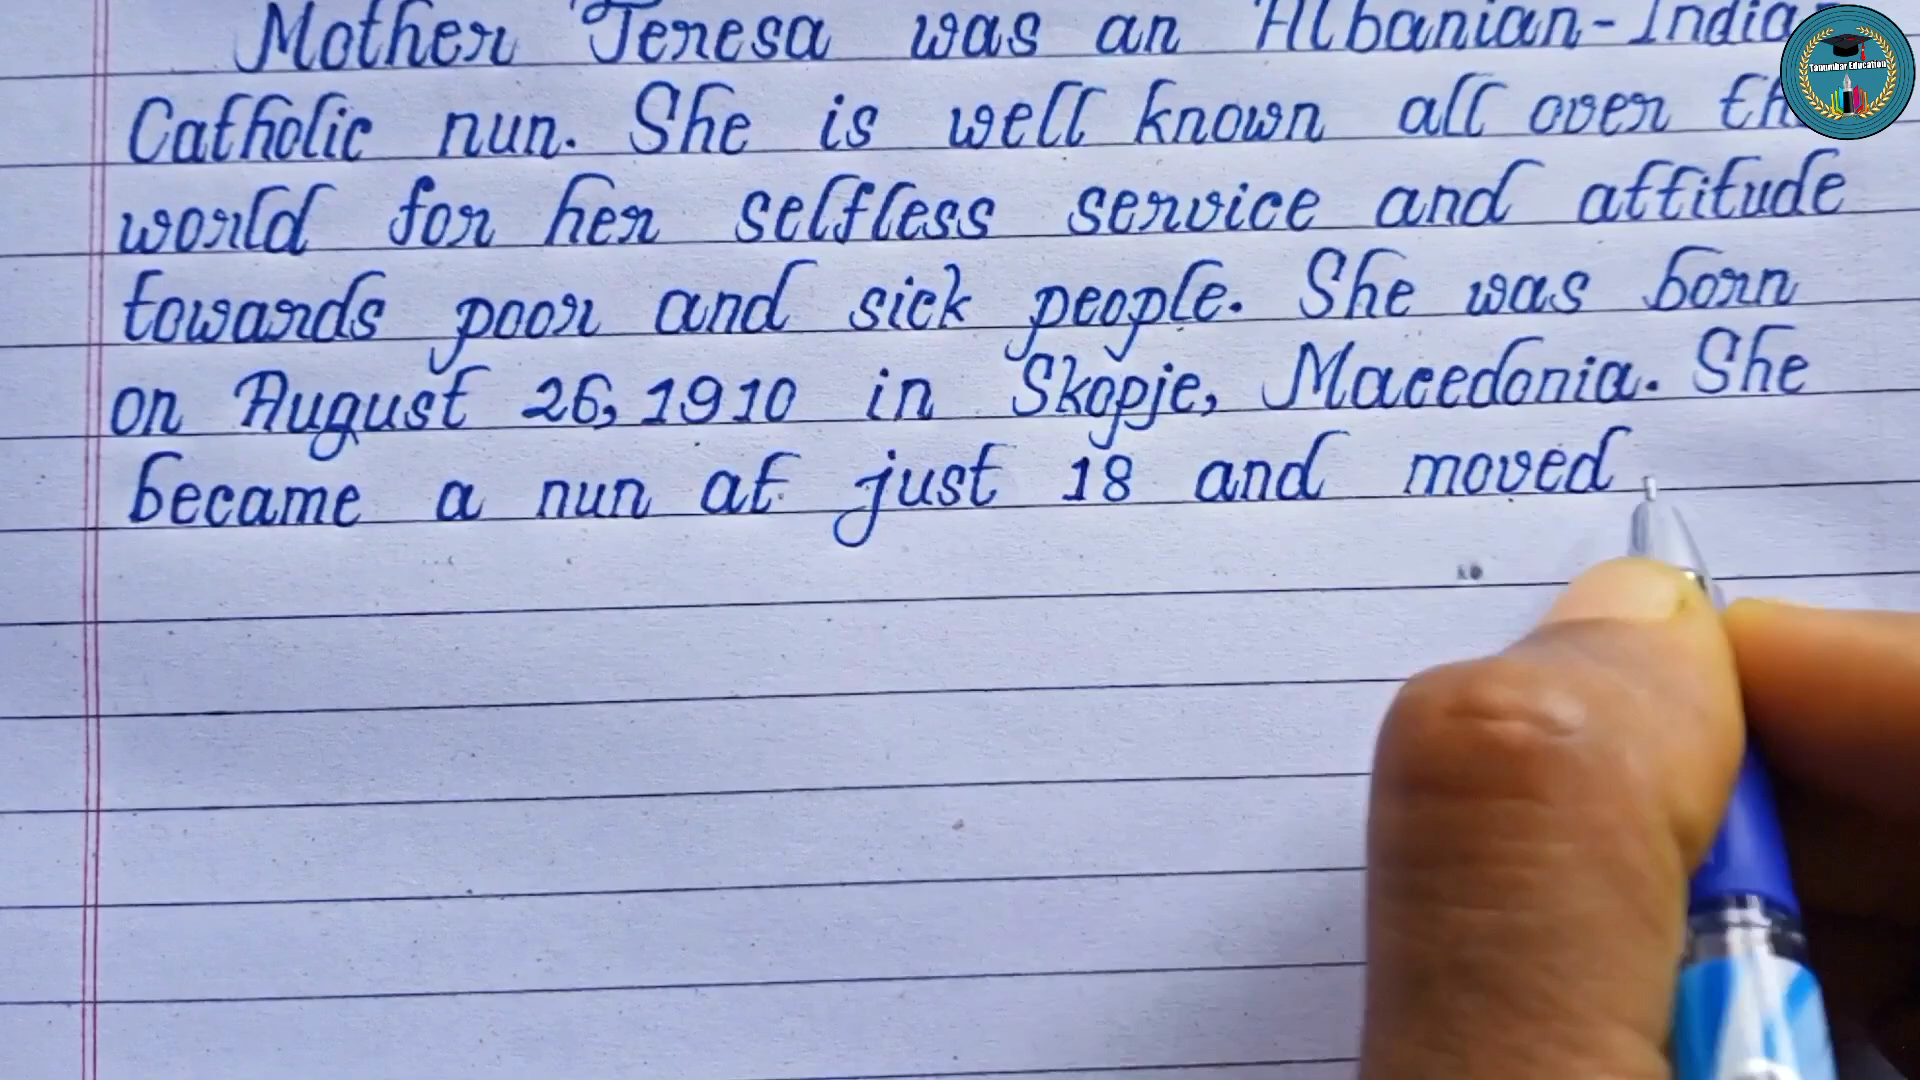 Mother Teresa was an Albanian-India
Catholic nun. She is well known all over th
world for her selfless service and attitude
towards poor and sick people. She was born
on August 26, 1910 in Skopje, Macedonia. She
became a nun at just 18 and moved
Tanumbar Education